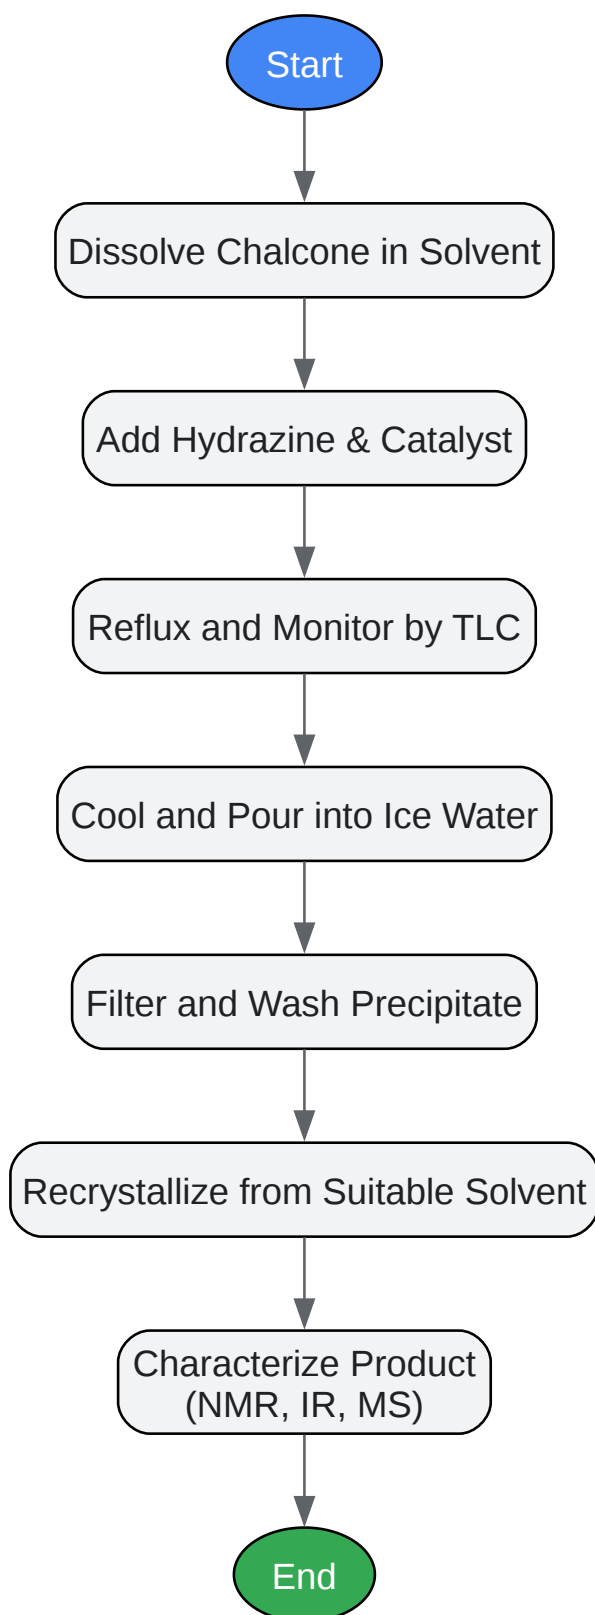 Start
Dissolve Chalcone in Solvent
Add Hydrazine & Catalyst
Reflux and Monitor by TLC
Cool and Pour into Ice Water
Filter and Wash Precipitate
Recrystallize from Suitable Solvent
Characterize Product
(NMR, IR, MS)
End